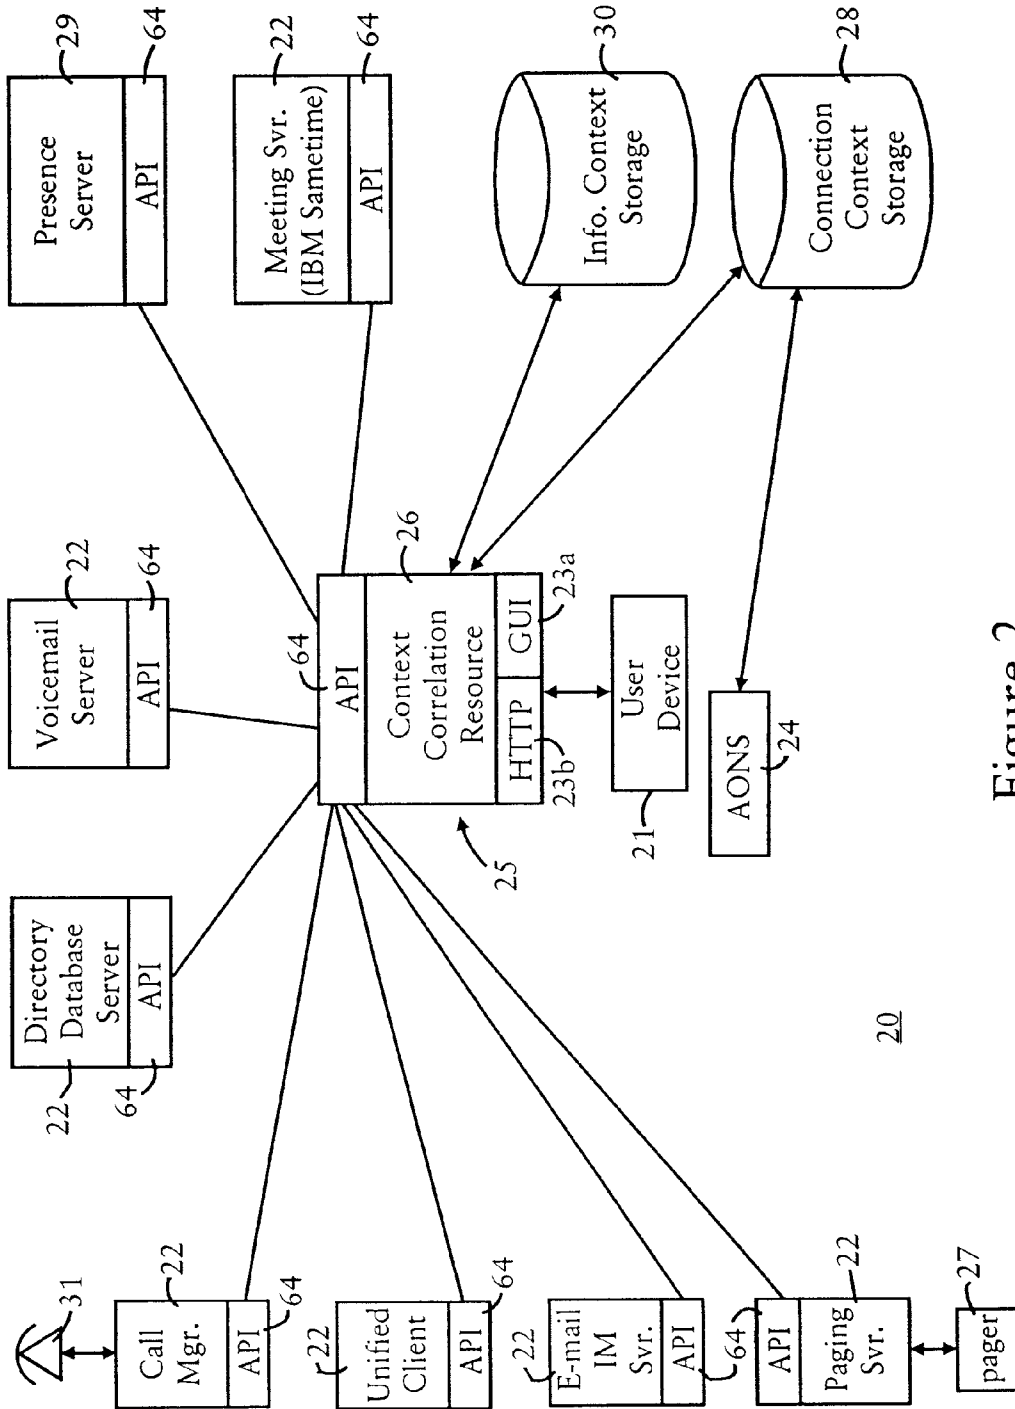 31
Call
Mgr.
22
API
64
22
Directory
Database
Server
API
64
22
Voicemail
Server
22
API
64
Presence
Server
29
API
64
Unified
Client
22
API
64
64
API
Context
Correlation
Resource
26
HTTP
GUI
23b
23a
25
Meeting Svr.
(IBM Sametime)
22
API
64
E-mail
IM
Svr.
22
API
64
User
Device
21
Info. Context
Storage
30
API
Paging
Svr.
22
pager
27
AONS
24
Connection
Context
Storage
28
20
Figure 2